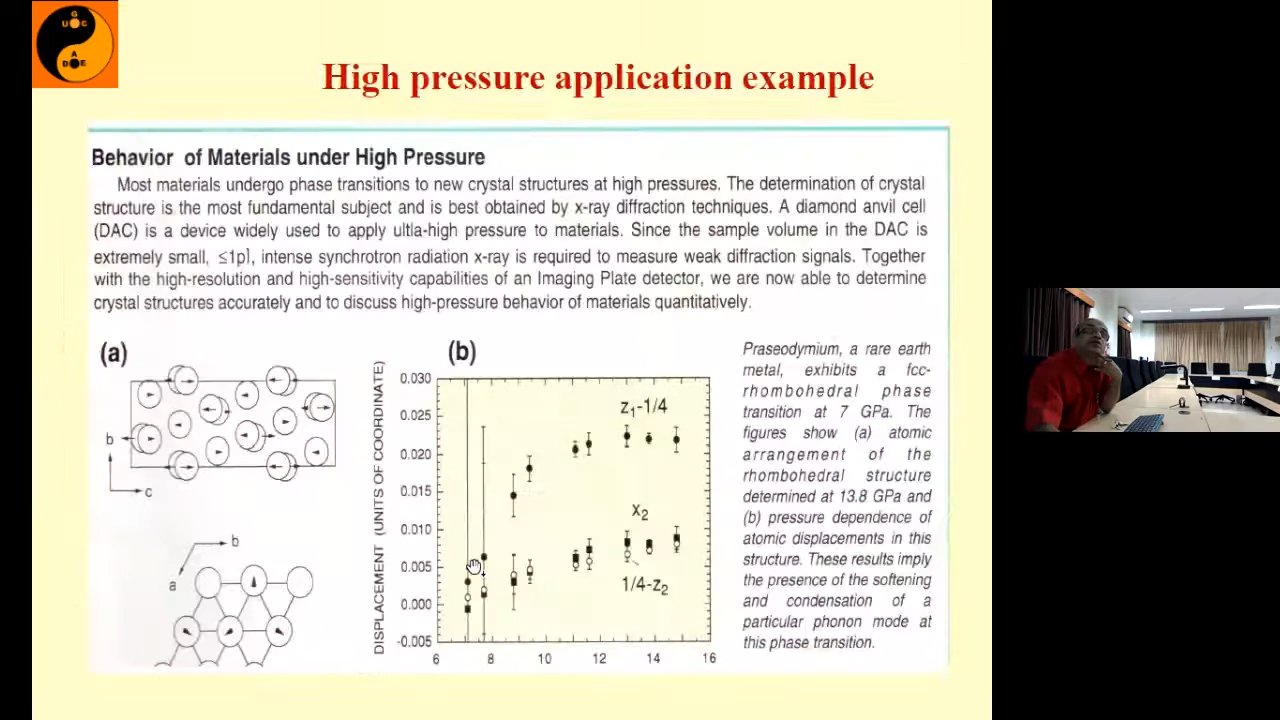 G
U G C
A
D E
High pressure application example
Behavior of Materials under High Pressure
Most materials undergo phase transitions to new crystal structures at high pressures. The determination of crystal
structure is the most fundamental subject and is best obtained by x-ray diffraction techniques. A diamond anvil cell
(DAC) is a device widely used to apply ultla-high pressure to materials. Since the sample volume in the DAC is
extremely small, ≤1pl, intense synchrotron radiation x-ray is required to measure weak diffraction signals. Together
with the high-resolution and high-sensitivity capabilities of an Imaging Plate detector, we are now able to determine
crystal structures accurately and to discuss high-pressure behavior of materials quantitatively.
(a)
b
c
b
a
(b)
DISPLACEMENT (UNITS OF COORDINATE)
0.030
0.025
0.020
0.015
0.010
0.005
0.000
-0.005
z₁-1/4
x₂
1/4-z₂
6 8 10 12 14 16
Praseodymium, a rare earth
metal, exhibits a fcc-
rhombohedral phase
transition at 7 GPa. The
figures show (a) atomic
arrangement of the
rhombohedral structure
determined at 13.8 GPa and
(b) pressure dependence of
atomic displacements in this
structure. These results imply
the presence of the softening
and condensation of a
particular phonon mode at
this phase transition.